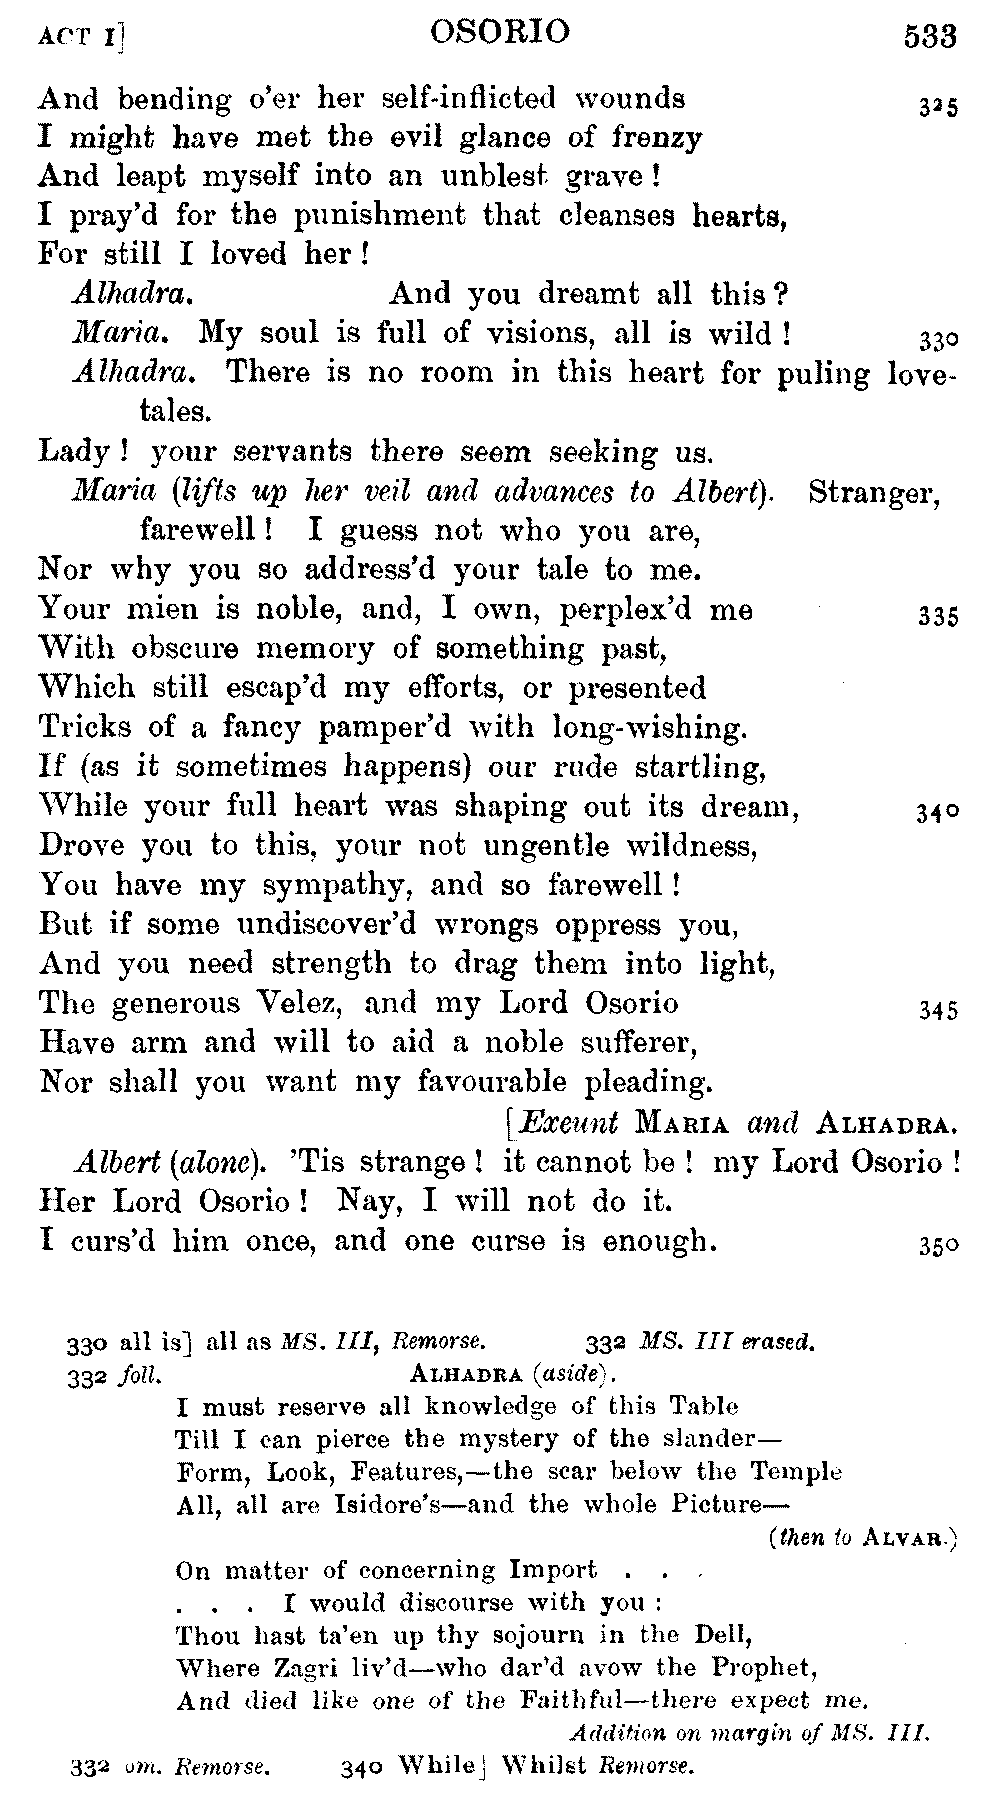 ACT I] OSORIO 533
And bending o'er her self-inflicted wounds 325
I might have met the evil glance of frenzy
And leapt myself into an unblest grave !
I pray'd for the punishment that cleanses hearts,
For still I loved her !
Alhadra. And you dreamt all this ?
Maria. My soul is full of visions, all is wild ! 330
Alhadra. There is no room in this heart for puling love-
tales.
Lady ! your servants there seem seeking us.
Maria (lifts up her veil and advances to Albert). Stranger,
farewell ! I guess not who you are,
Nor why you so address'd your tale to me.
Your mien is noble, and, I own, perplex'd me 335
With obscure memory of something past,
Which still escap'd my efforts, or presented
Tricks of a fancy pamper'd with long-wishing.
If (as it sometimes happens) our rude startling,
While your full heart was shaping out its dream, 340
Drove you to this, your not ungentle wildness,
You have my sympathy, and so farewell !
But if some undiscover'd wrongs oppress you,
And you need strength to drag them into light,
The generous Velez, and my Lord Osorio 345
Have arm and will to aid a noble sufferer,
Nor shall you want my favourable pleading.
[Exeunt MARIA and ALHADRA.
Albert (alone). 'Tis strange ! it cannot be ! my Lord Osorio !
Her Lord Osorio ! Nay, I will not do it.
I curs'd him once, and one curse is enough. 350
330 all is] all as MS. III, Remorse. 332 MS. III erased.
332 foll. ALHADRA (aside).
I must reserve all knowledge of this Table
Till I can pierce the mystery of the slander—
Form, Look, Features,—the scar below the Temple
All, all are Isidore's—and the whole Picture—
(then to ALVAR.)
On matter of concerning Import . . .
. . . I would discourse with you :
Thou hast ta'en up thy sojourn in the Dell,
Where Zagri liv'd—who dar'd avow the Prophet,
And died like one of the Faithful—there expect me.
Addition on margin of MS. III.
332 om. Remorse. 340 While] Whilst Remorse.